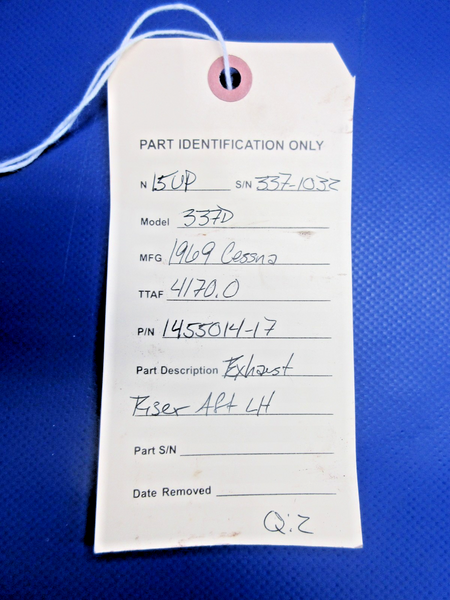 PART IDENTIFICATION ONLY
N 15UP S/N 337-1032
Model 337D
MFG 1969 Cessna
TTAF 4170.0
P/N 1455014-17
Part Description Exhaust
Riser Aft LH
Part S/N
Date Removed
Q:2